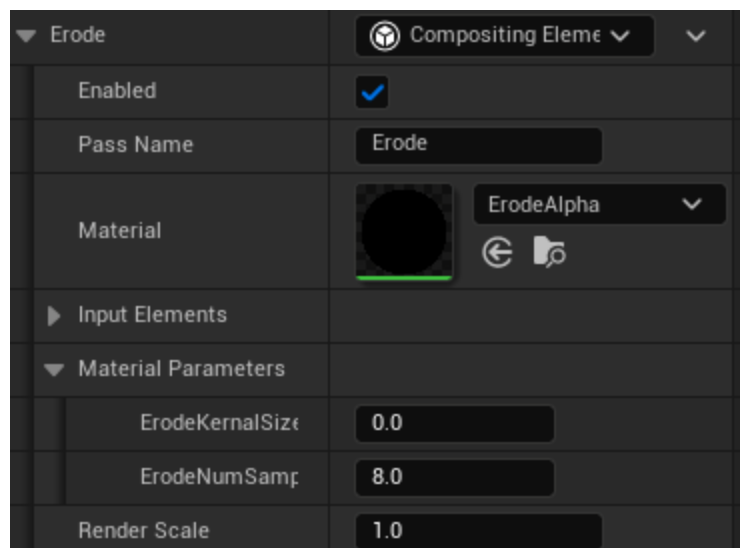 Erode
Compositing Eleme
Enabled
Pass Name
Erode
Material
ErodeAlpha
Input Elements
Material Parameters
ErodeKernalSize
0.0
ErodeNumSamp
8.0
Render Scale
1.0